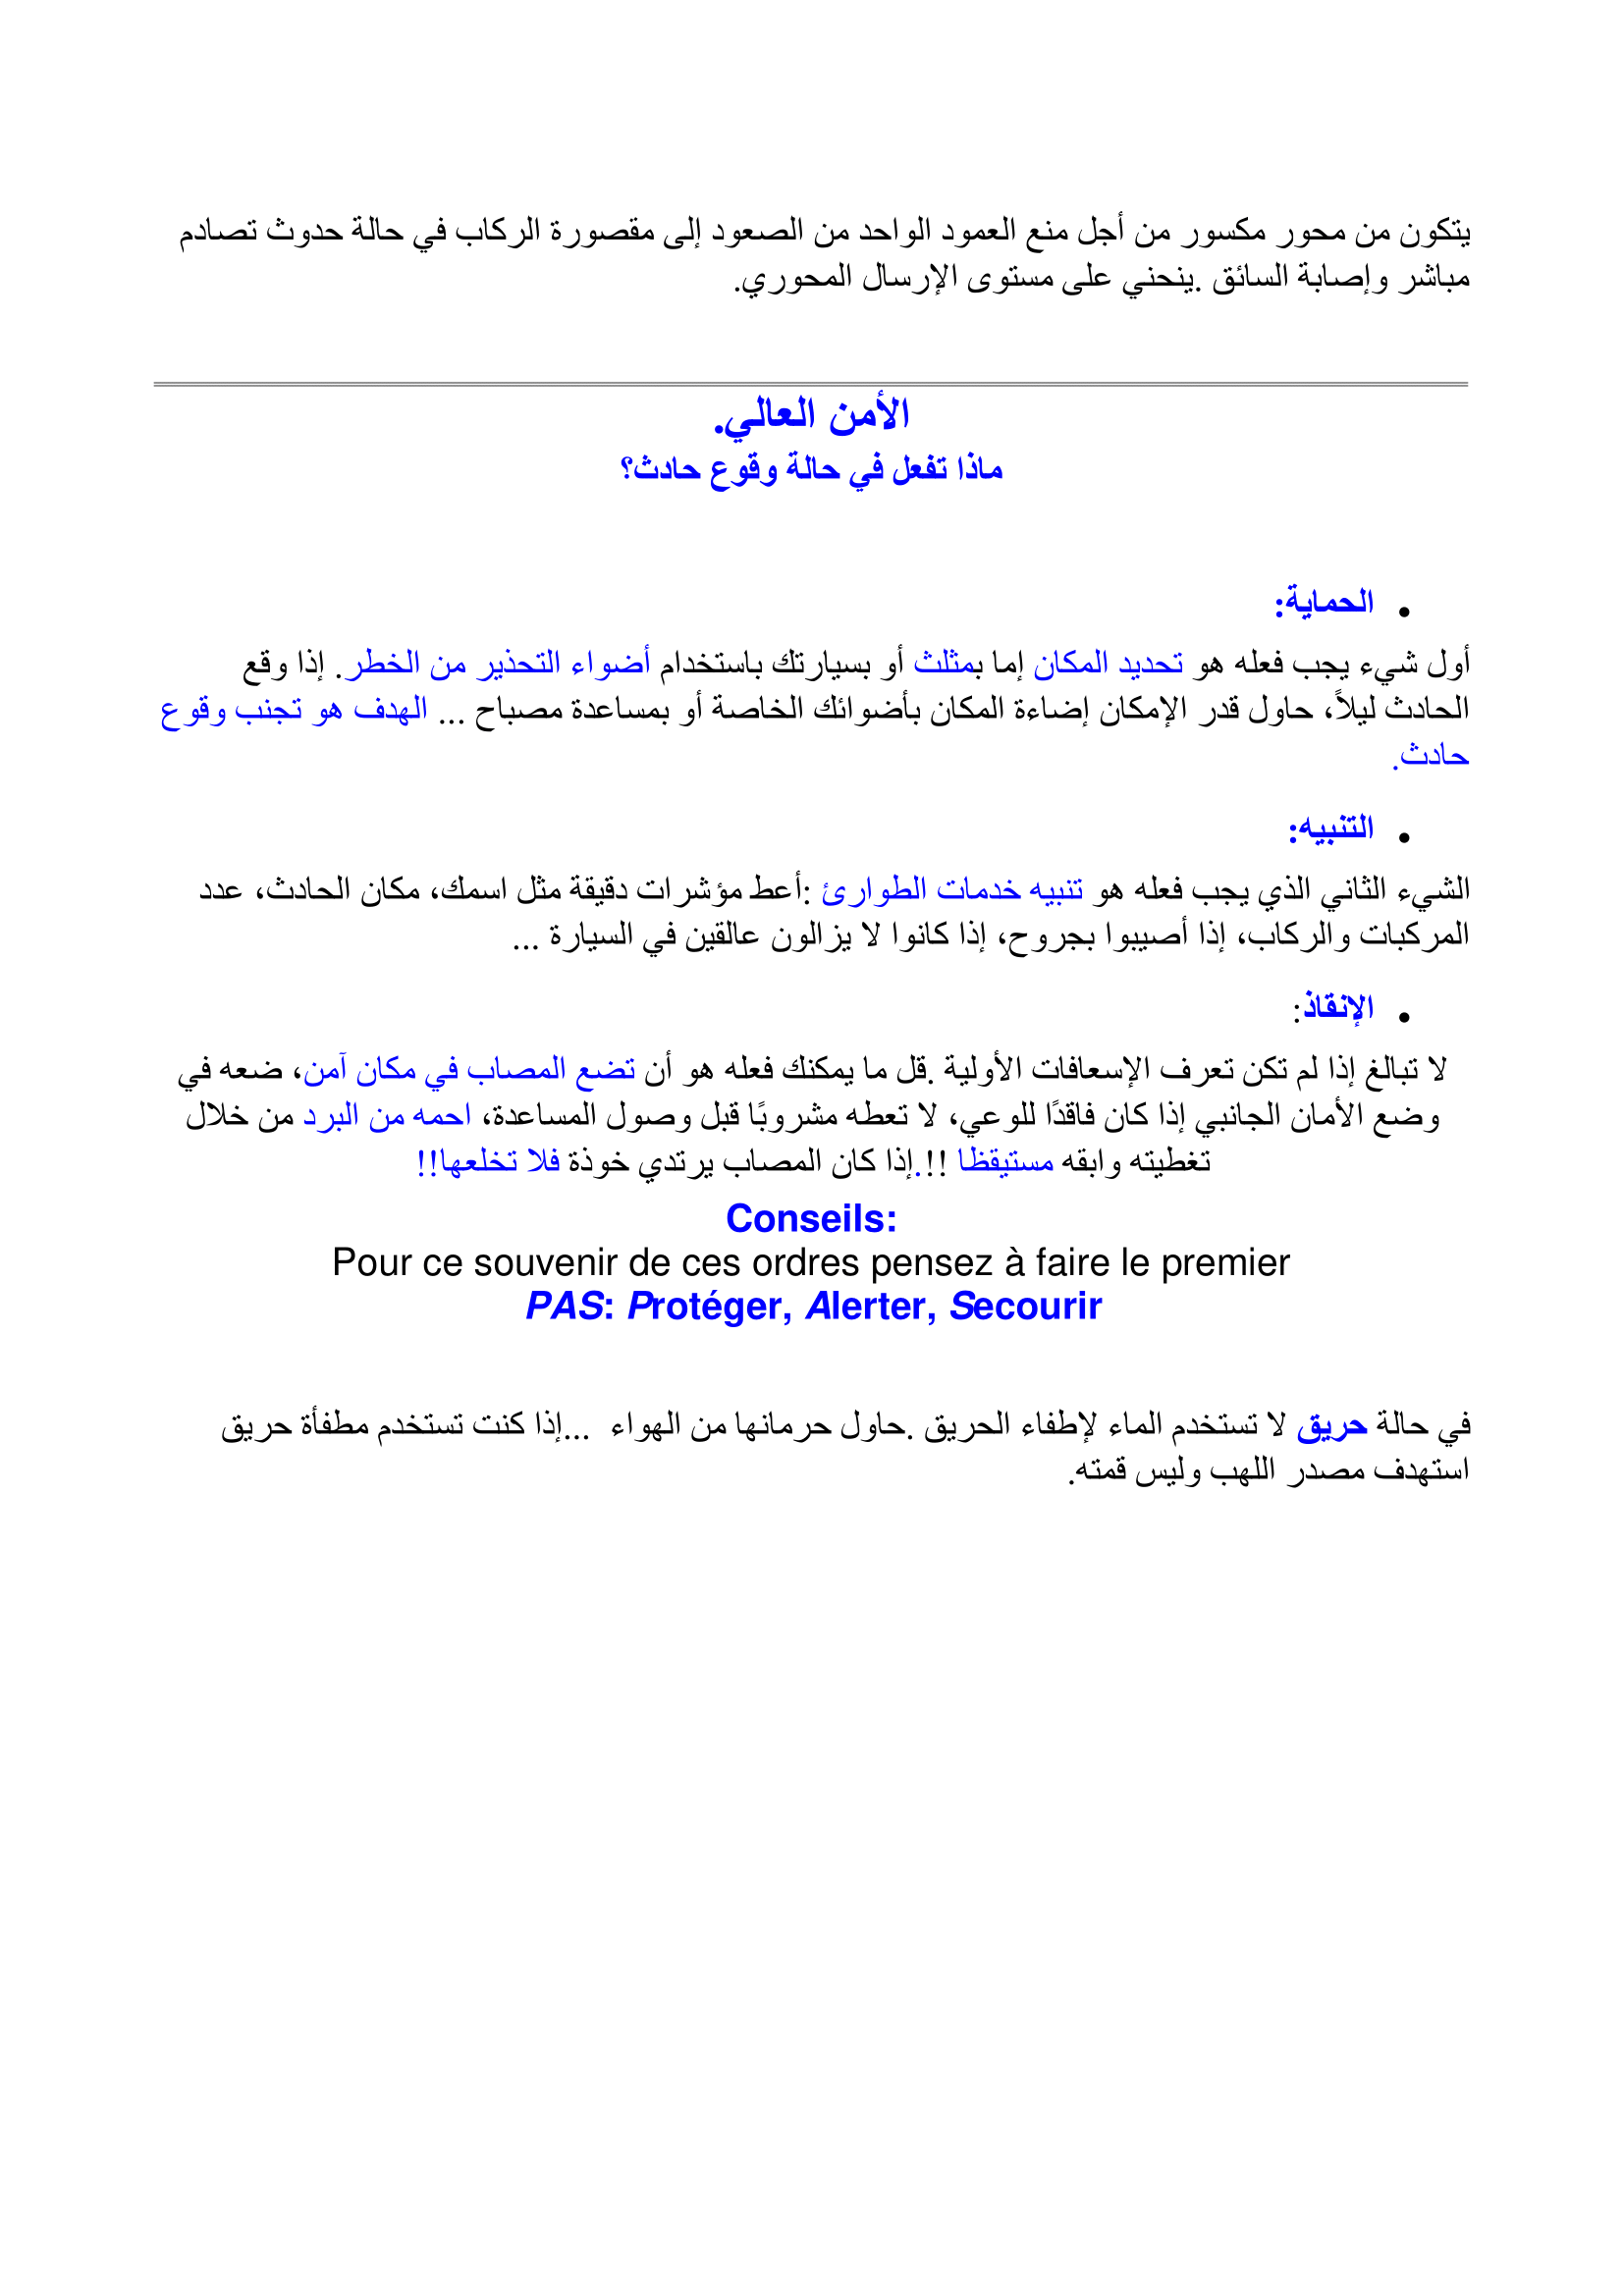 يتكون من محور مكسور من أجل منع العمود الواحد من الصعود إلى مقصورة الركاب في حالة حدوث تصادم
مباشر وإصابة السائق .ينحني على مستوى الإرسال المحوري.
الأمن العالي.
ماذا تفعل في حالة وقوع حادث؟
• الحماية:
أول شيء يجب فعله هو تحديد المكان إما بمثلث أو بسيارتك باستخدام أضواء التحذير من الخطر. إذا وقع
الحادث ليلاً، حاول قدر الإمكان إضاءة المكان بأضوائك الخاصة أو بمساعدة مصباح ... الهدف هو تجنب وقوع
حادث.
• التنبيه:
الشيء الثاني الذي يجب فعله هو تنبيه خدمات الطوارئ :أعط مؤشرات دقيقة مثل اسمك، مكان الحادث، عدد
المركبات والركاب، إذا أصيبوا بجروح، إذا كانوا لا يزالون عالقين في السيارة ...
• الإنقاذ:
لا تبالغ إذا لم تكن تعرف الإسعافات الأولية .قل ما يمكنك فعله هو أن تضع المصاب في مكان آمن، ضعه في
وضع الأمان الجانبي إذا كان فاقدًا للوعي، لا تعطه مشروبًا قبل وصول المساعدة، احمه من البرد من خلال
تغطيته وابقه مستيقظا !!.إذا كان المصاب يرتدي خوذة فلا تخلعها!!
Conseils:
Pour ce souvenir de ces ordres pensez à faire le premier
PAS: Protéger, Alerter, Secourir
في حالة حريق لا تستخدم الماء لإطفاء الحريق .حاول حرمانها من الهواء ...إذا كنت تستخدم مطفأة حريق
استهدف مصدر اللهب وليس قمته.